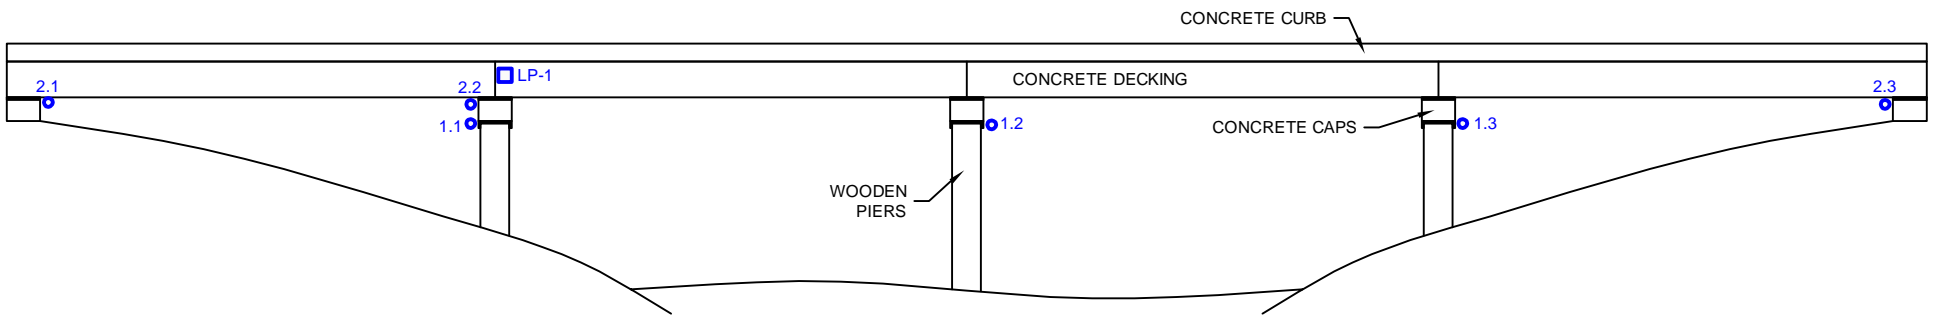 CONCRETE CURB
LP-1
CONCRETE DECKING
2.1
2.2
2.3
1.1
1.2
CONCRETE CAPS
1.3
WOODEN
PIERS